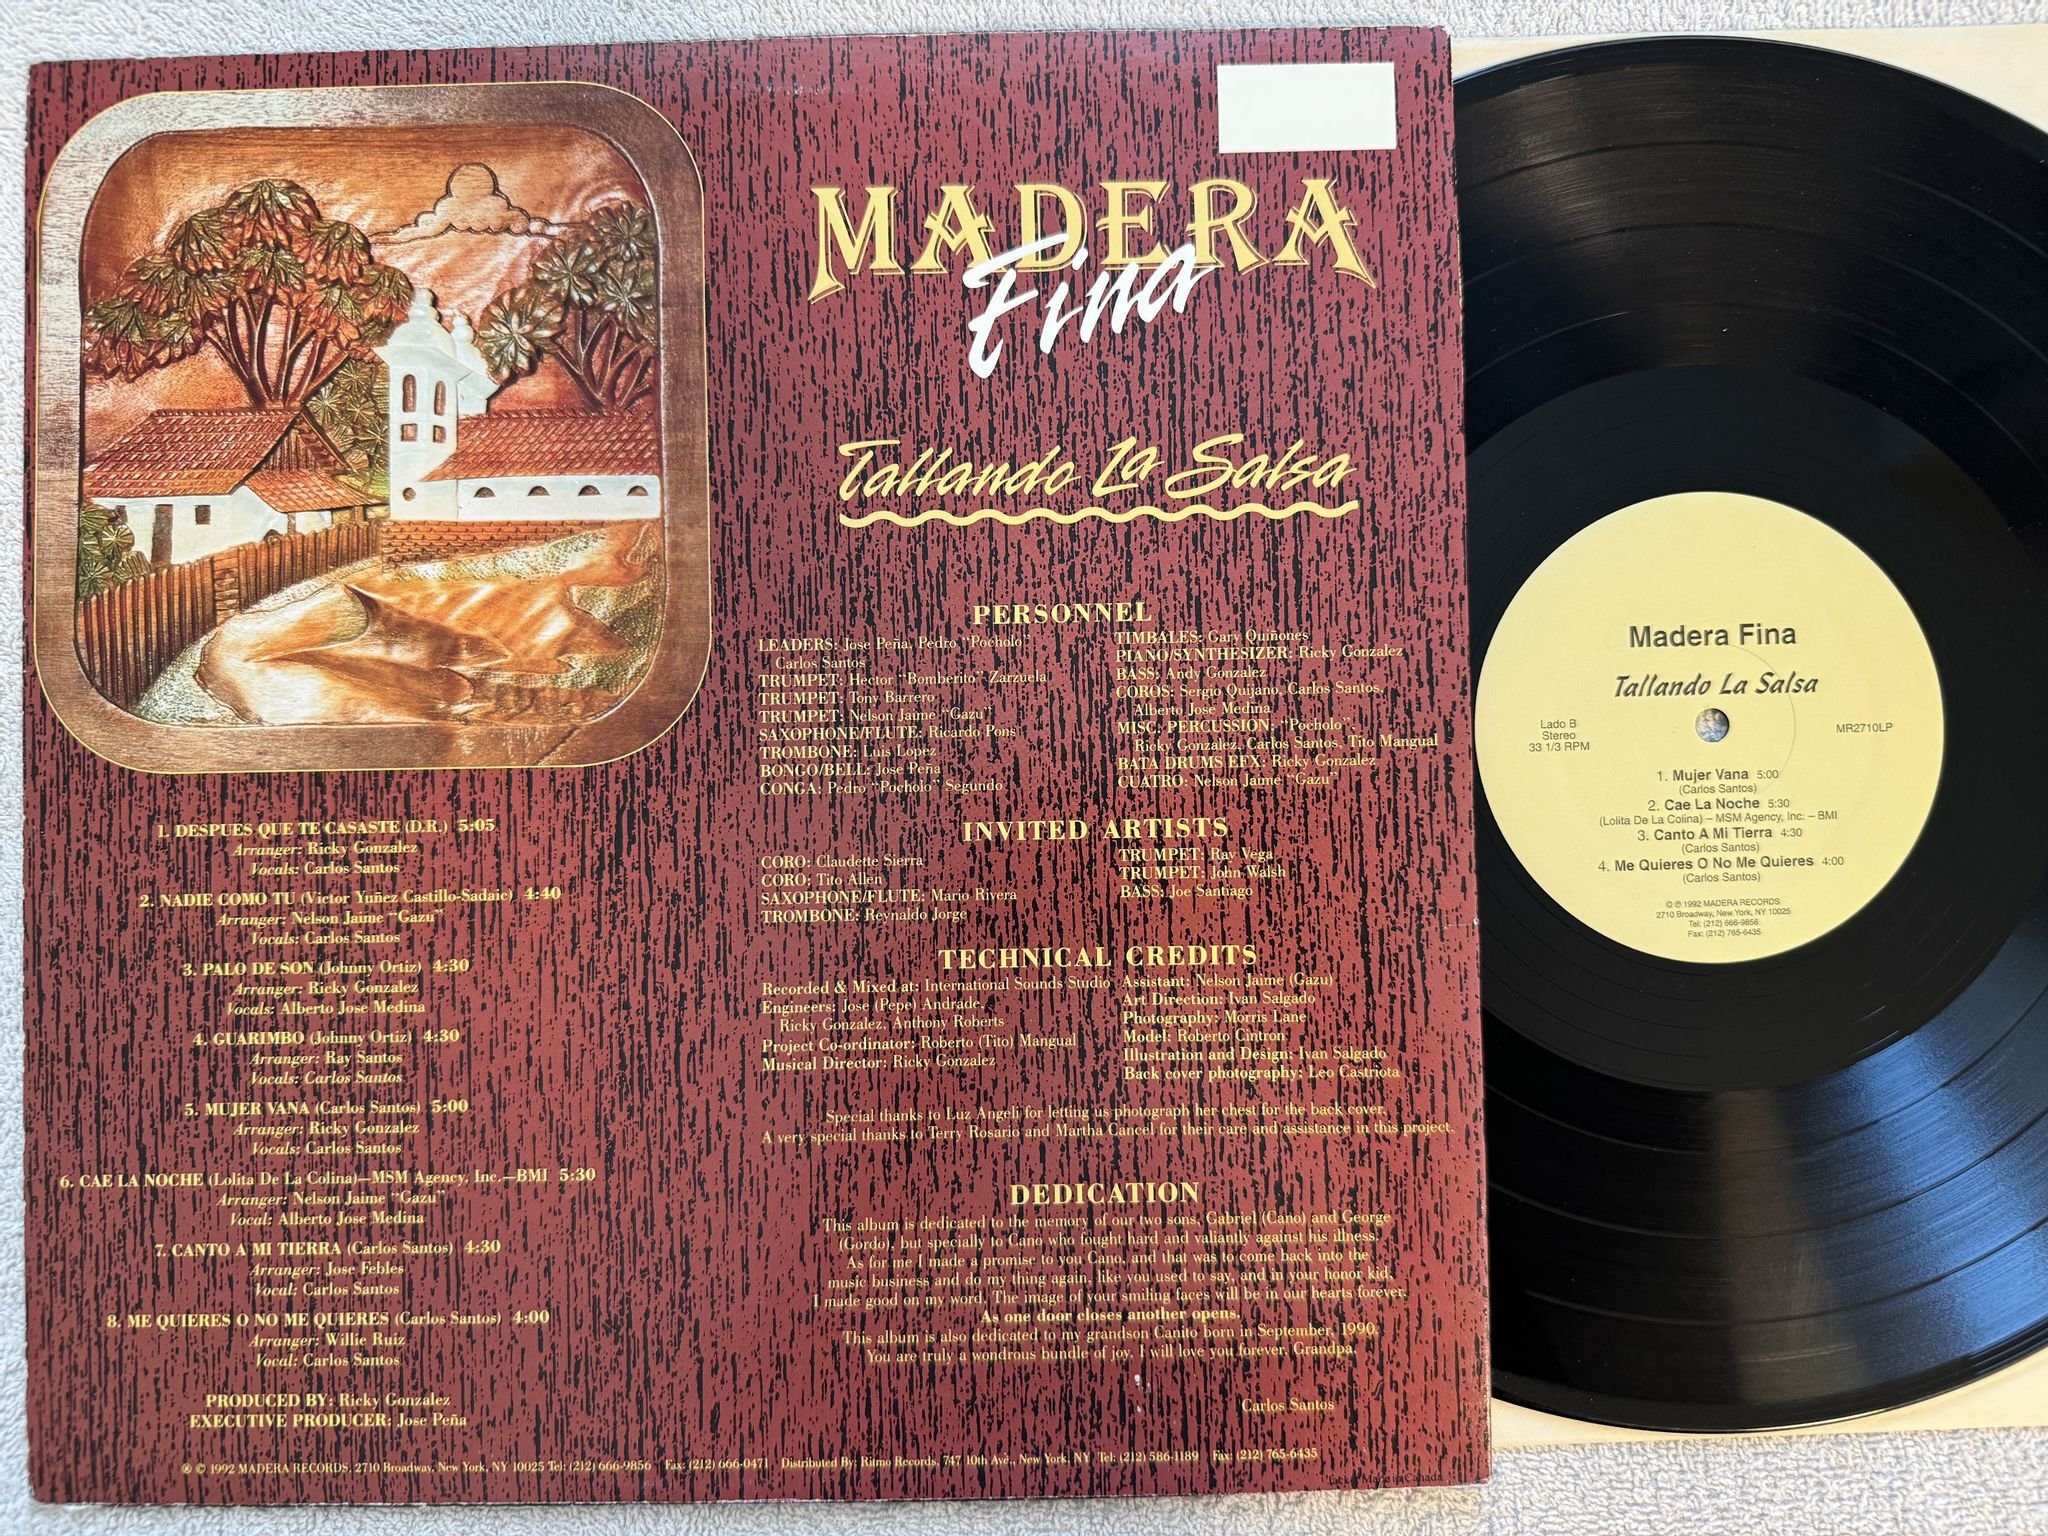 MADERA
Fina
Tallando La Salsa
1. DESPUES QUE TE CASASTE (D.R.) 5:05
Arranger: Ricky Gonzalez
Vocals: Carlos Santos
2. NADIE COMO TU (Victor Yuñez Castillo-Sadaic) 4:40
Arranger: Nelson Jaime "Gazu"
Vocals: Carlos Santos
3. PALO DE SON (Johnny Ortiz) 4:30
Arranger: Ricky Gonzalez
Vocals: Alberto Jose Medina
4. GUARIMBO (Johnny Ortiz) 4:30
Arranger: Ray Santos
Vocals: Carlos Santos
5. MUJER VANA (Carlos Santos) 5:00
Arranger: Ricky Gonzalez
Vocals: Carlos Santos
6. CAE LA NOCHE (Lolita De La Colina)—MSM Agency, Inc.—BMI 5:30
Arranger: Nelson Jaime "Gazu"
Vocal: Alberto Jose Medina
7. CANTO A MI TIERRA (Carlos Santos) 4:30
Arranger: Jose Febles
Vocal: Carlos Santos
8. ME QUIERES O NO ME QUIERES (Carlos Santos) 4:00
Arranger: Willie Ruiz
Vocal: Carlos Santos
PRODUCED BY: Ricky Gonzalez
EXECUTIVE PRODUCER: Jose Peña
PERSONNEL
LEADERS: Jose Peña, Pedro "Pocholo"
Carlos Santos
TRUMPET: Hector "Bomberito" Zarzuela
TRUMPET: Tony Barrero
TRUMPET: Nelson Jaime "Gazu"
SAXOPHONE/FLUTE: Ricardo Pons
TROMBONE: Luis Lopez
BONGO/BELL: Jose Peña
CONGA: Pedro "Pocholo" Segundo
TIMBALES: Gary Quiñones
PIANO/SYNTHESIZER: Ricky Gonzalez
BASS: Andy Gonzalez
COROS: Sergio Quijano, Carlos Santos,
Alberto Jose Medina
MISC. PERCUSSION: "Pocholo",
Ricky Gonzalez, Carlos Santos, Tito Mangual
BATA DRUMS EFX: Ricky Gonzalez
CUATRO: Nelson Jaime "Gazu"
INVITED ARTISTS
CORO: Claudette Sierra
CORO: Tito Allen
SAXOPHONE/FLUTE: Mario Rivera
TROMBONE: Reynaldo Jorge
TRUMPET: Ray Vega
TRUMPET: John Walsh
BASS: Joe Santiago
TECHNICAL CREDITS
Recorded & Mixed at: International Sounds Studio
Engineers: Jose (Pepe) Andrade,
Ricky Gonzalez, Anthony Roberts
Project Co-ordinator: Roberto (Tito) Mangual
Musical Director: Ricky Gonzalez
Assistant: Nelson Jaime (Gazu)
Art Direction: Ivan Salgado
Photography: Morris Lane
Model: Roberto Cintron
Illustration and Design: Ivan Salgado
Back cover photography: Leo Castriota
Special thanks to Luz Angeli for letting us photograph her chest for the back cover.
A very special thanks to Terry Rosario and Martha Cancel for their care and assistance in this project.
DEDICATION
This album is dedicated to the memory of our two sons, Gabriel (Cano) and George
(Gordo), but specially to Cano who fought hard and valiantly against his illness.
As for me I made a promise to you Cano, and that was to come back into the
music business and do my thing again, like you used to say, and in your honor kid,
I made good on my word. The image of your smiling faces will be in our hearts forever.
As one door closes another opens.
This album is also dedicated to my grandson Canito born in September, 1990.
You are truly a wondrous bundle of joy. I will love you forever, Grandpa.
Carlos Santos
℗ © 1992 MADERA RECORDS, 2710 Broadway, New York, NY 10025 Tel: (212) 666-9856 Fax: (212) 666-0471 Distributed By: Ritmo Records, 747 10th Ave., New York, NY Tel: (212) 586-1189 Fax: (212) 765-6435
Jacket Made in Canada
Madera Fina
Tallando La Salsa
Lado B
Stereo
33 1/3 RPM
MR2710LP
1. Mujer Vana 5:00
(Carlos Santos)
2. Cae La Noche 5:30
(Lolita De La Colina) – MSM Agency, Inc. – BMI
3. Canto A Mi Tierra 4:30
(Carlos Santos)
4. Me Quieres O No Me Quieres 4:00
(Carlos Santos)
© ℗ 1992 MADERA RECORDS
2710 Broadway, New York, NY 10025
Tel: (212) 666-9856
Fax: (212) 765-6435